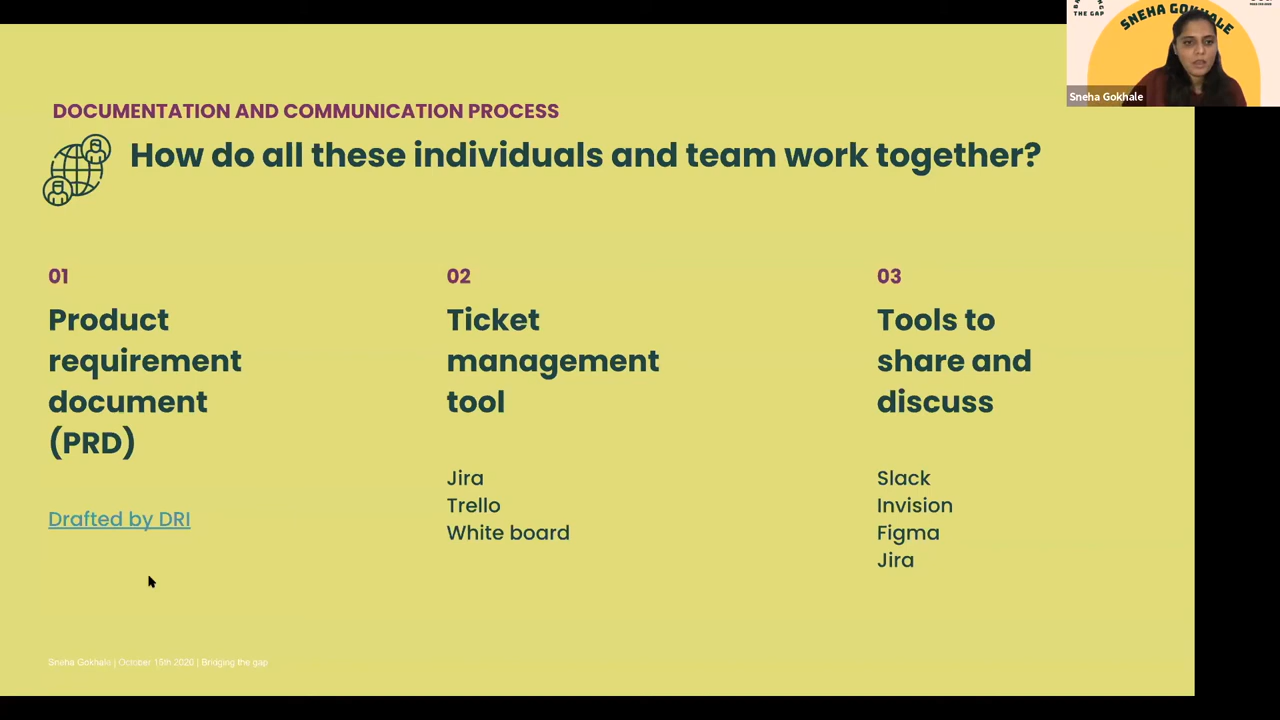 THE GAP
SNEHA GOKHALE
Sneha Gokhale
DOCUMENTATION AND COMMUNICATION PROCESS
How do all these individuals and team work together?
01
Product
requirement
document
(PRD)
Drafted by DRI
02
Ticket
management
tool
Jira
Trello
White board
03
Tools to
share and
discuss
Slack
Invision
Figma
Jira
Sneha Gokhale | October 15th 2020 | Bridging the gap